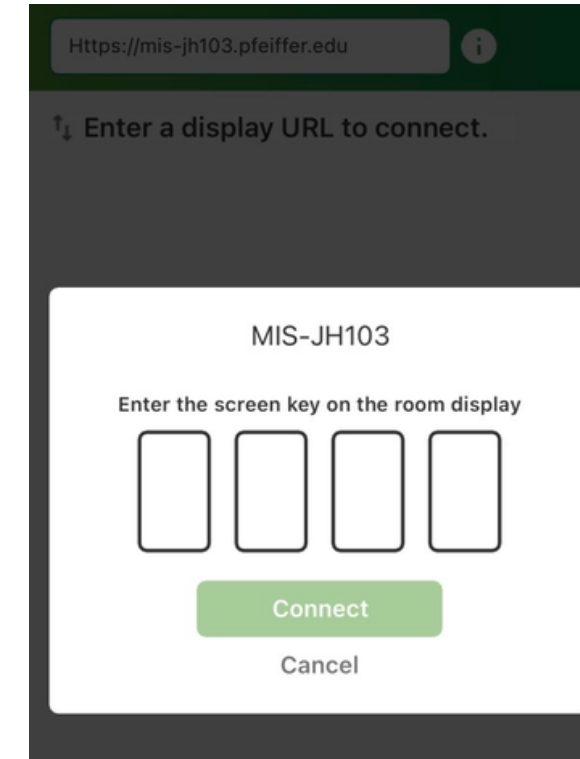 Https://mis-jh103.pfeiffer.edu
i
Enter a display URL to connect.
MIS-JH103
Enter the screen key on the room display
Connect
Cancel